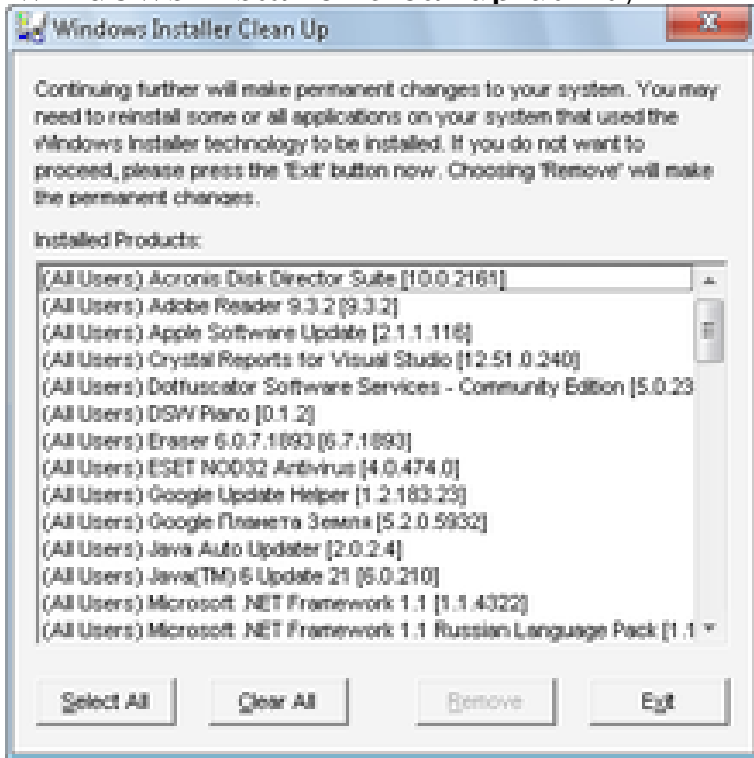 Windows Installer Clean Up
Continuing further will make permanent changes to your system. You may
need to reinstall some or all applications on your system that used the
Windows Installer technology to be installed. If you do not want to
proceed, please press the 'Exit' button now. Choosing 'Remove' will make
the permanent changes.
Installed Products:
(All Users) Acronis Disk Director Suite [10.0.2161]
(All Users) Adobe Reader 9.3.2 [9.3.2]
(All Users) Apple Software Update [2.1.1.116]
(All Users) Crystal Reports for Visual Studio [12.51.0.240]
(All Users) Dotfuscator Software Services - Community Edition [5.0.23
(All Users) DSW Piano [0.1.2]
(All Users) Eraser 6.0.7.1893 [6.7.1893]
(All Users) ESET NOD32 Antivirus [4.0.474.0]
(All Users) Google Update Helper [1.2.183.23]
(All Users) Google Планета Земля [5.2.0.5932]
(All Users) Java Auto Updater [2.0.2.4]
(All Users) Java(TM) 6 Update 21 [6.0.210]
(All Users) Microsoft .NET Framework 1.1 [1.1.4322]
(All Users) Microsoft .NET Framework 1.1 Russian Language Pack [1.1
Select All Clear All Remove Exit